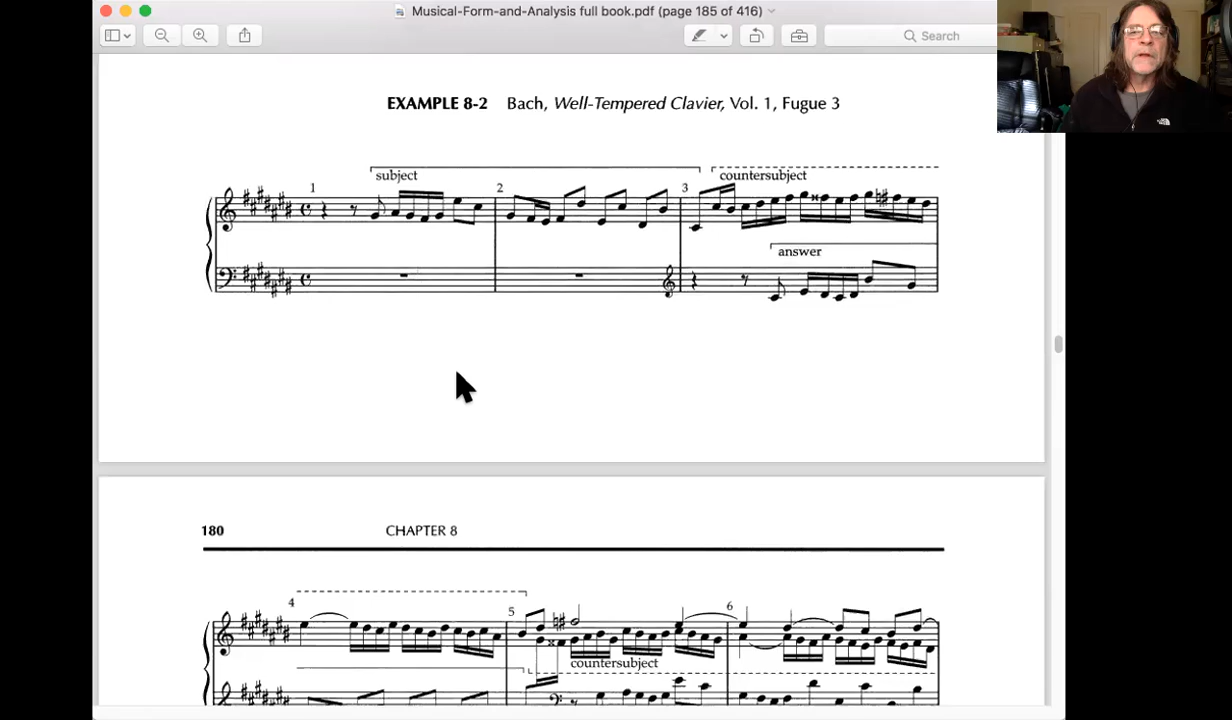 Musical-Form-and-Analysis full book.pdf (page 185 of 416)
Search
EXAMPLE 8-2 Bach, Well-Tempered Clavier, Vol. 1, Fugue 3
subject
countersubject
1
2
3
answer
180 CHAPTER 8
4
5
6
countersubject